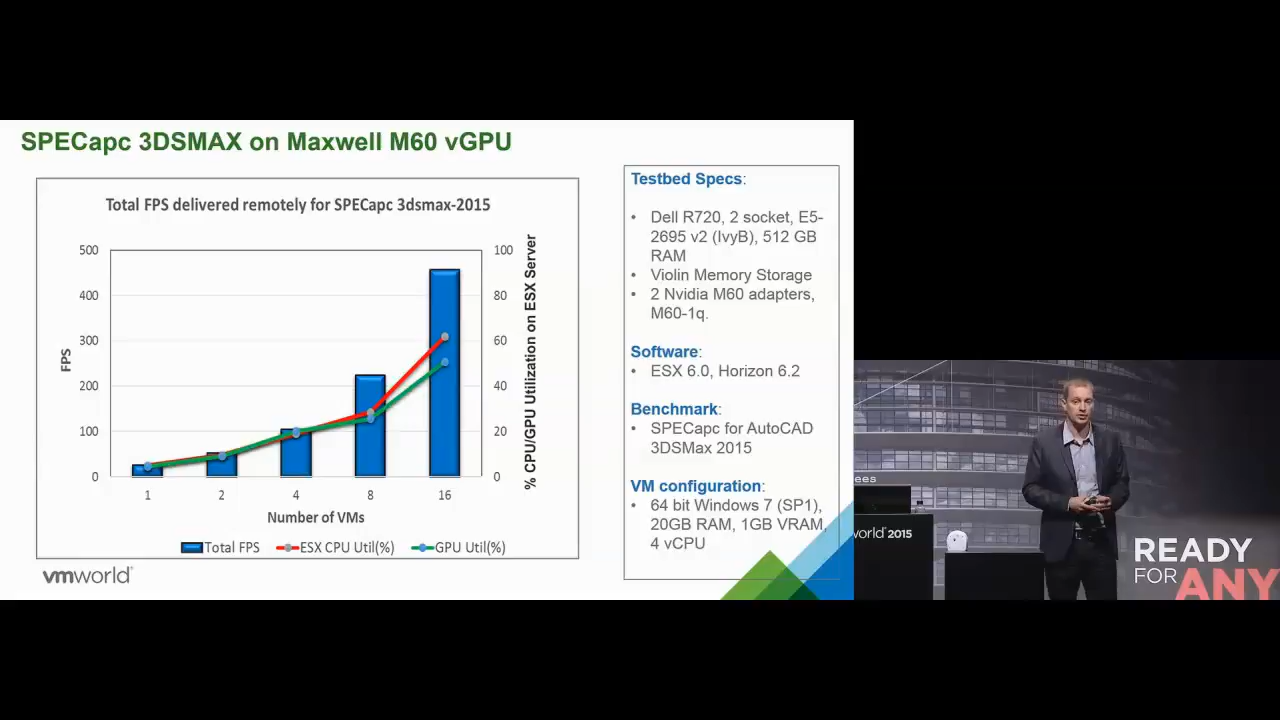 SPECapc 3DSMAX on Maxwell M60 vGPU
Total FPS delivered remotely for SPECapc 3dsmax-2015
500
400
300
200
100
0
FPS
100
80
60
40
20
0
% CPU/GPU Utilization on ESX Server
1 2 4 8 16
Number of VMs
Total FPS ESX CPU Util(%) GPU Util(%)
vmworld®
Testbed Specs:
• Dell R720, 2 socket, E5-
2695 v2 (IvyB), 512 GB
RAM
• Violin Memory Storage
• 2 Nvidia M60 adapters,
M60-1q.
Software:
• ESX 6.0, Horizon 6.2
Benchmark:
• SPECapc for AutoCAD
3DSMax 2015
VM configuration:
• 64 bit Windows 7 (SP1),
20GB RAM, 1GB VRAM,
4 vCPU
ees
world 2015
READY
FOR ANY